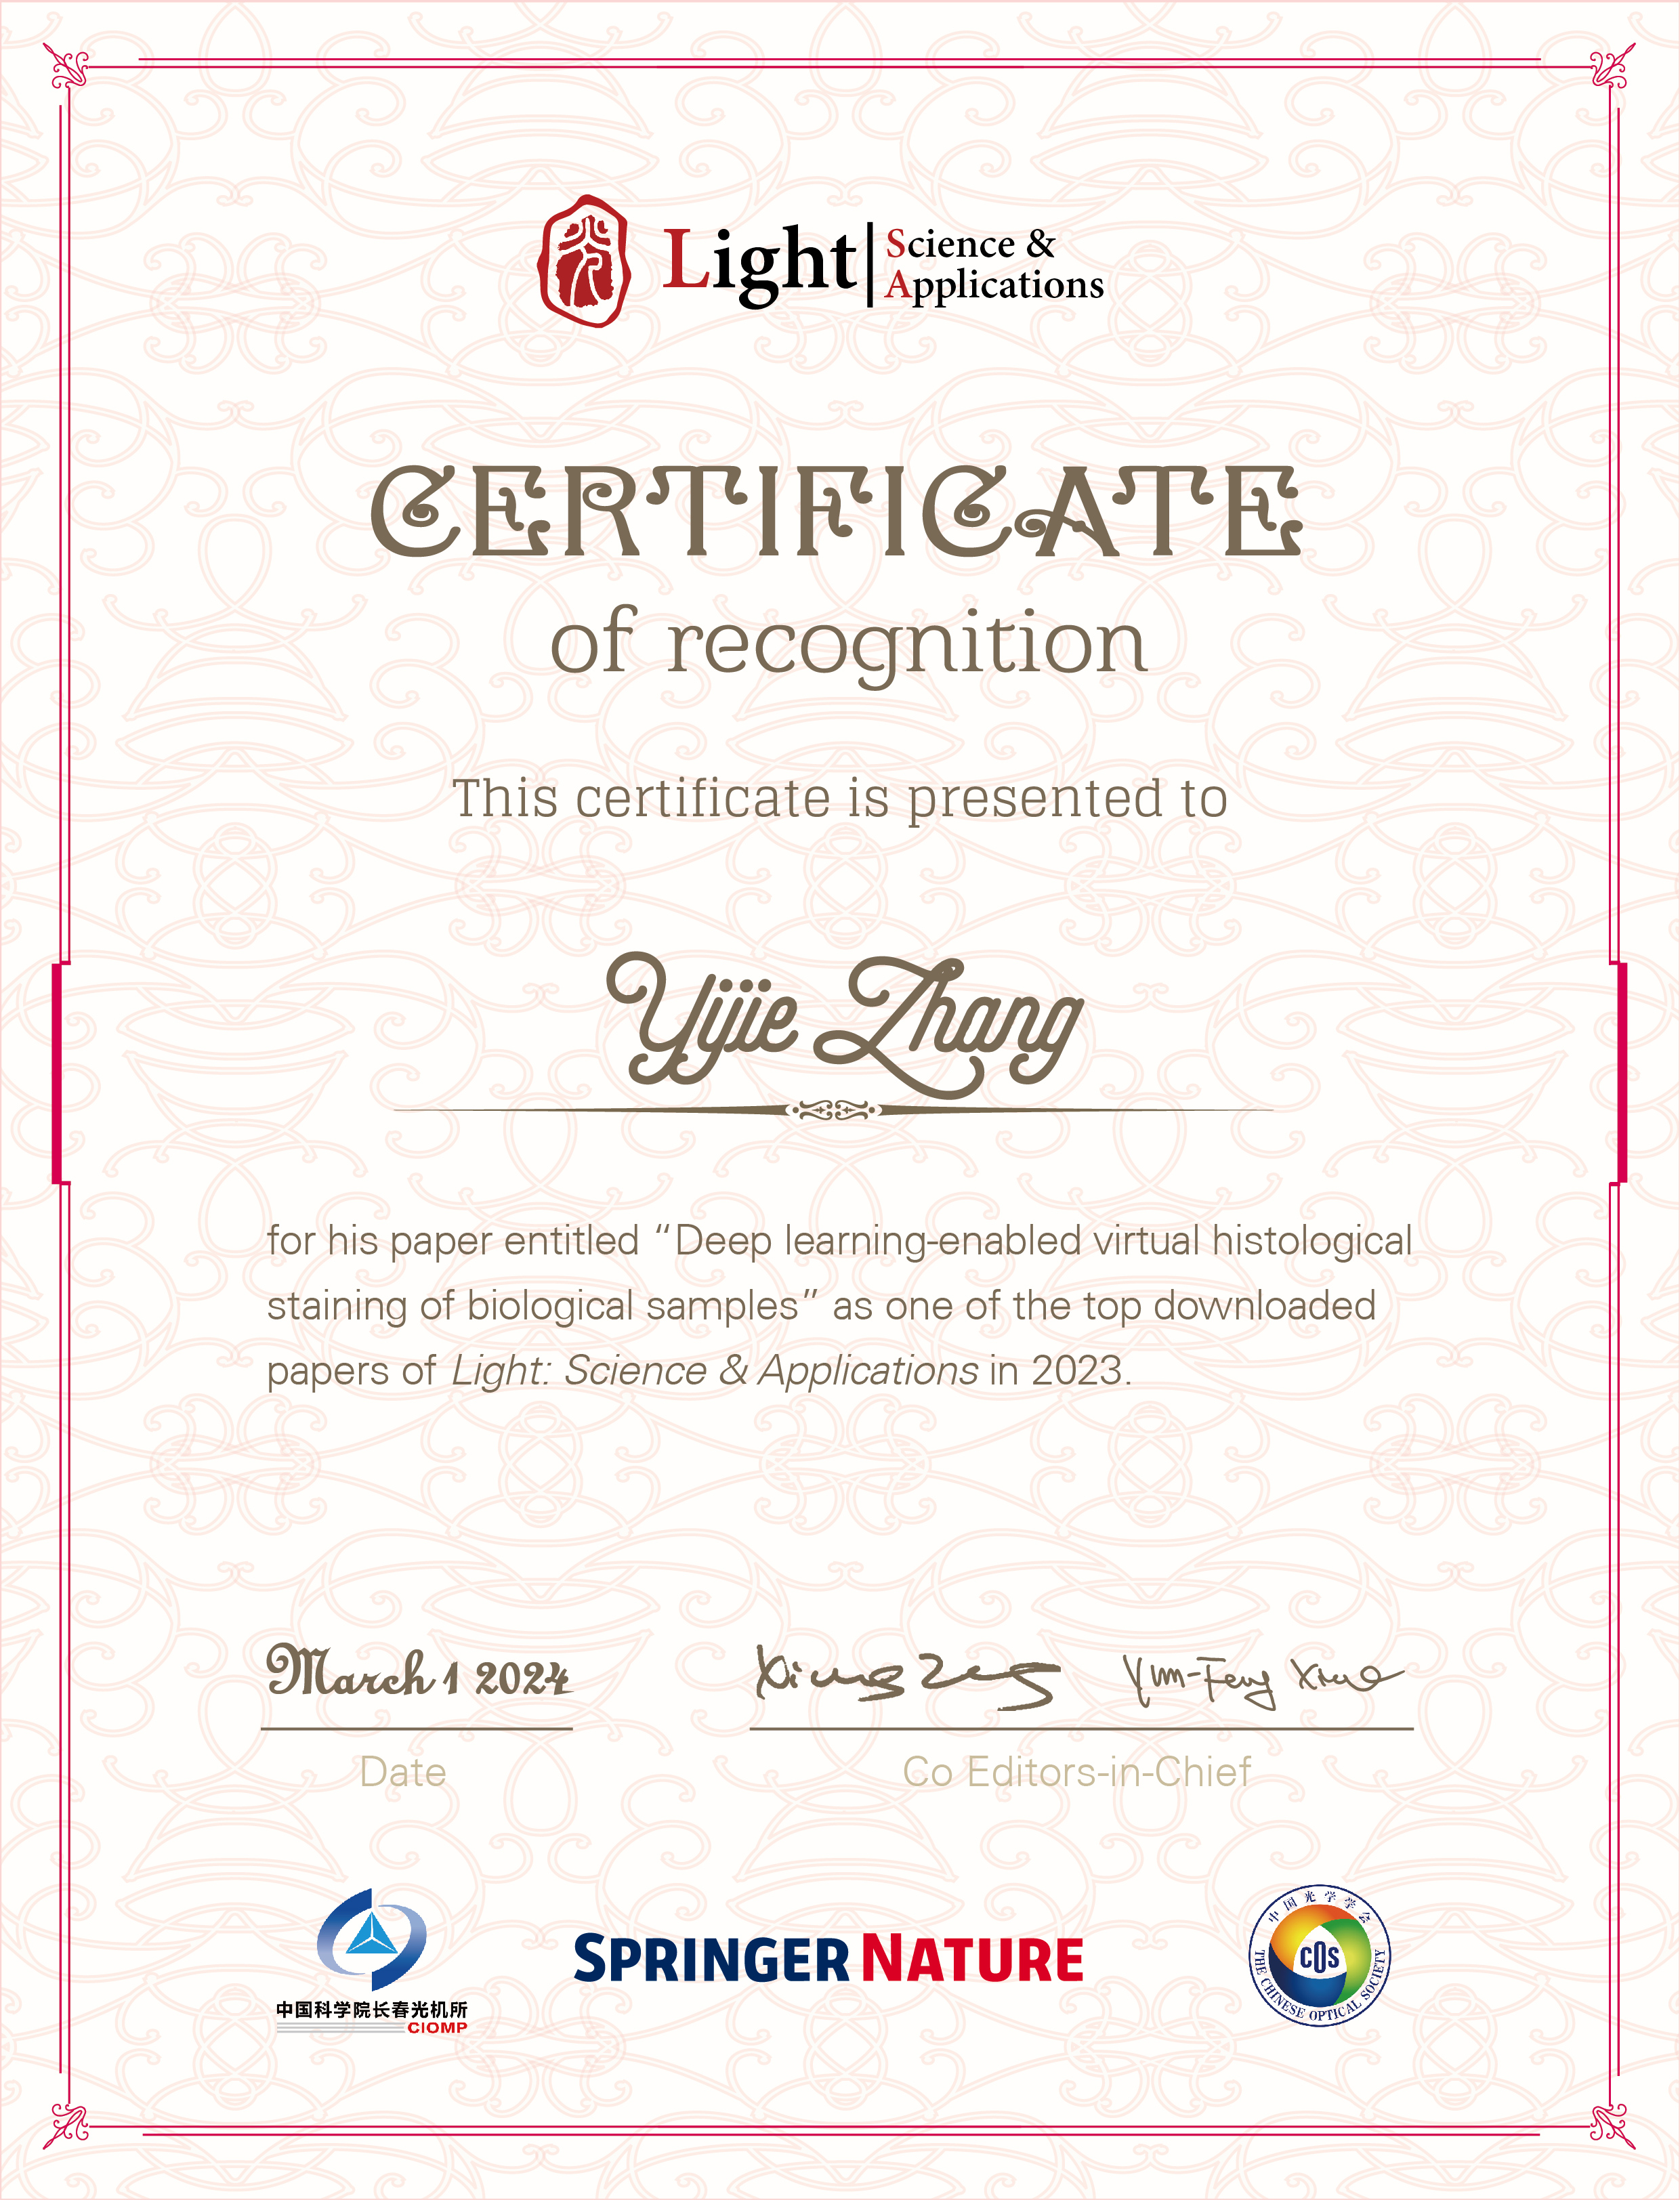 Light Science &
Applications
CERTIFICATE
of recognition
This certificate is presented to
Yijie Zhang
for his paper entitled “Deep learning-enabled virtual histological
staining of biological samples” as one of the top downloaded
papers of Light: Science & Applications in 2023.
March 1 2024
Yun-Feng Xiao
Date
Co Editors-in-Chief
中国科学院长春光机所
CIOMP
SPRINGER NATURE
中国光学学会
COS
THE CHINESE OPTICAL SOCIETY